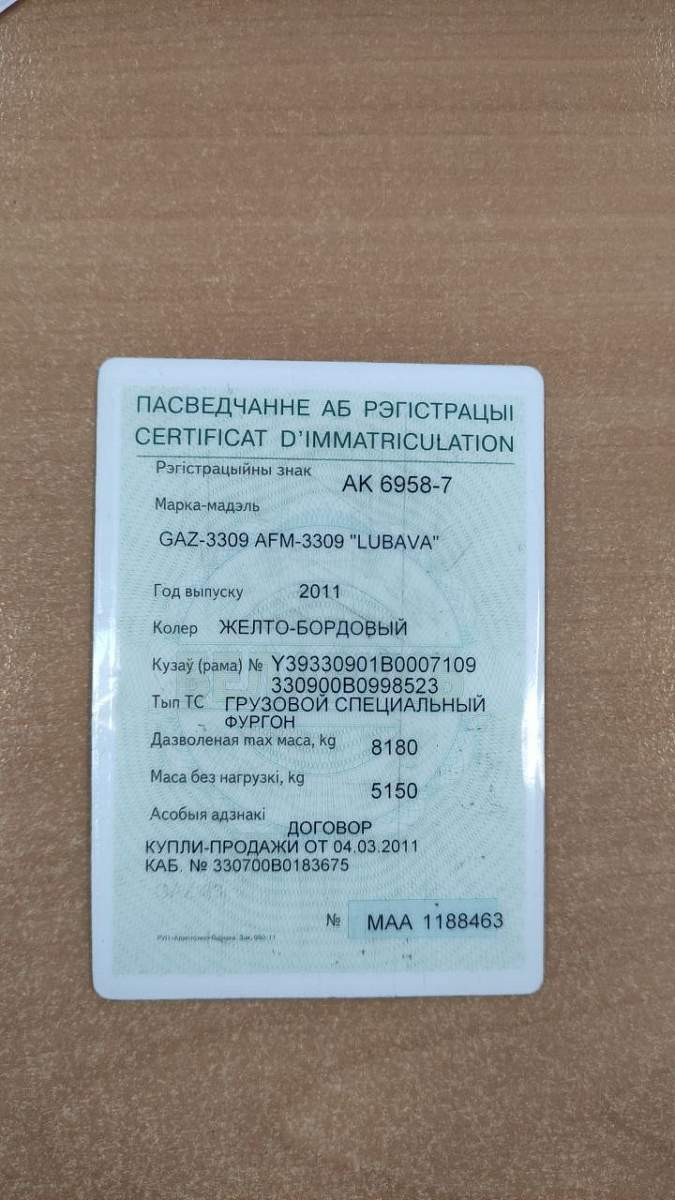 ПАСВЕДЧАННЕ АБ РЭГІСТРАЦЫІ
CERTIFICAT D'IMMATRICULATION
Рэгістрацыйны знак AK 6958-7
Марка-мадэль
GAZ-3309 AFM-3309 "LUBAVA"
Год выпуску 2011
Колер ЖЕЛТО-БОРДОВЫЙ
Кузаў (рама) № Y39330901B0007109
330900B0998523
Тып ТС ГРУЗОВОЙ СПЕЦИАЛЬНЫЙ
ФУРГОН
Дазволеная max маса, kg 8180
Маса без нагрузкі, kg 5150
Асобыя адзнакі
ДОГОВОР
КУПЛИ-ПРОДАЖИ ОТ 04.03.2011
КАБ. № 330700B0183675
№ MAA 1188463